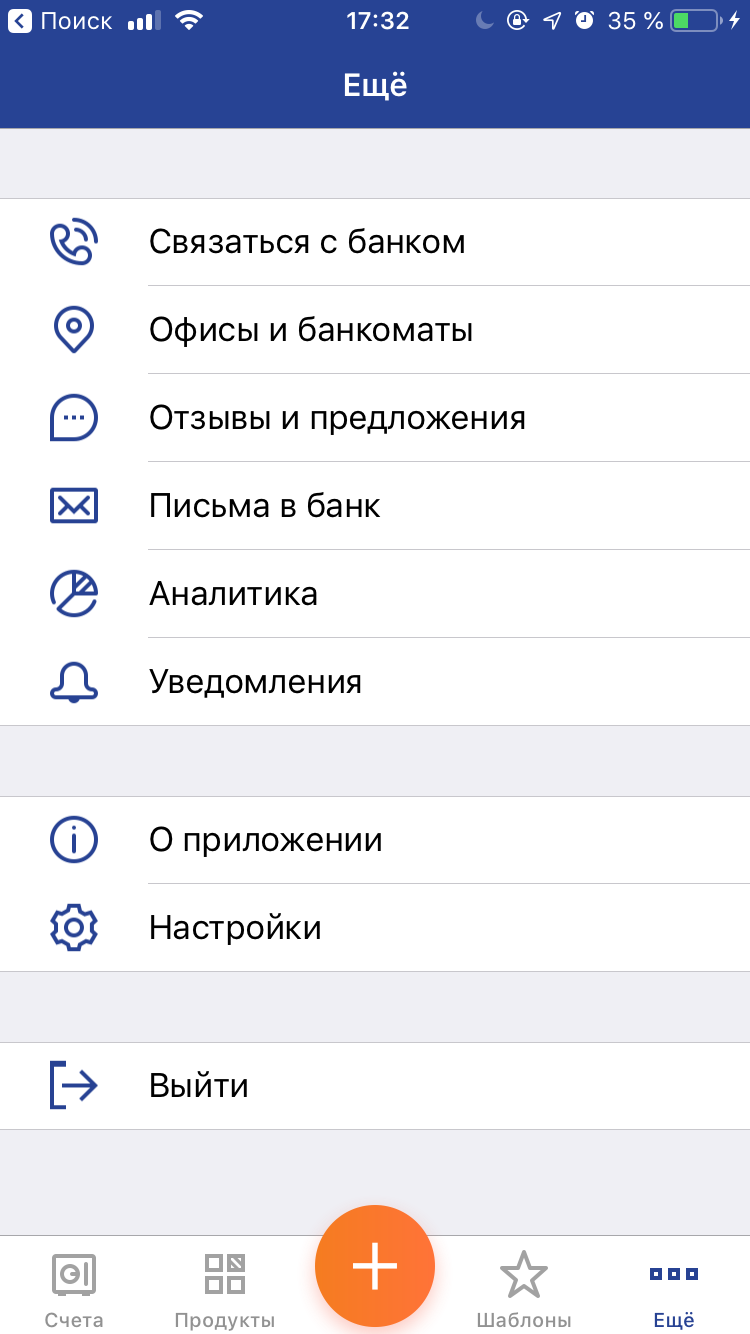 Поиск 17:32 35 %
Ещё
Связаться с банком
Офисы и банкоматы
Отзывы и предложения
Письма в банк
Аналитика
Уведомления
О приложении
Настройки
Выйти
Счета Продукты Шаблоны Ещё